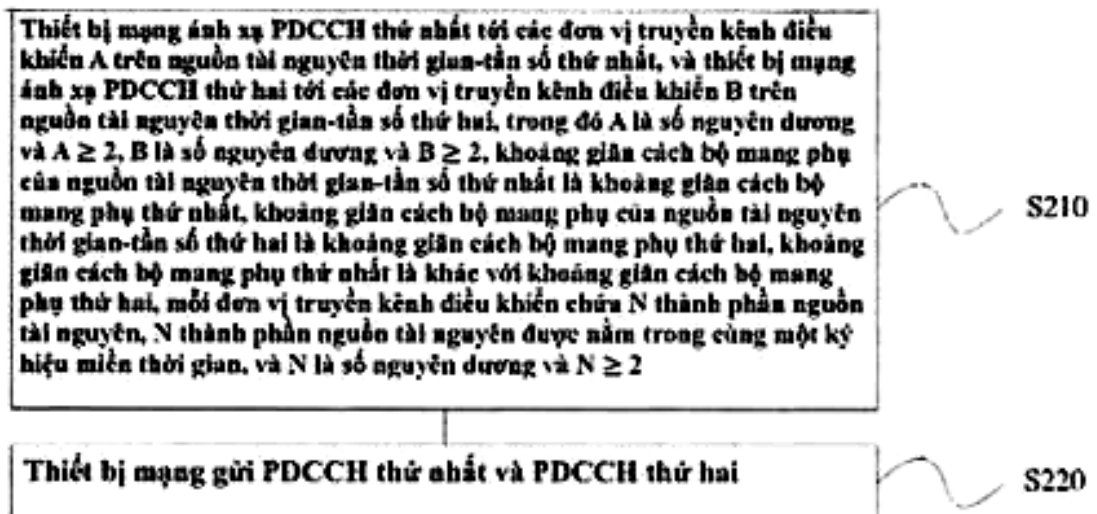 Thiết bị mạng ánh xạ PDCCH thứ nhất tới các đơn vị truyền kênh điều
khiển A trên nguồn tài nguyên thời gian-tần số thứ nhất, và thiết bị mạng
ánh xạ PDCCH thứ hai tới các đơn vị truyền kênh điều khiển B trên
nguồn tài nguyên thời gian-tần số thứ hai, trong đó A là số nguyên dương
và A ≥ 2, B là số nguyên dương và B ≥ 2, khoảng giãn cách bộ mang phụ
của nguồn tài nguyên thời gian-tần số thứ nhất là khoảng giãn cách bộ
mang phụ thứ nhất, khoảng giãn cách bộ mang phụ của nguồn tài nguyên
thời gian-tần số thứ hai là khoảng giãn cách bộ mang phụ thứ hai, khoảng
giãn cách bộ mang phụ thứ nhất là khác với khoảng giãn cách bộ mang
phụ thứ hai, mỗi đơn vị truyền kênh điều khiển chứa N thành phần nguồn
tài nguyên, N thành phần nguồn tài nguyên được nằm trong cùng một ký
hiệu miền thời gian, và N là số nguyên dương và N ≥ 2
S210
Thiết bị mạng gửi PDCCH thứ nhất và PDCCH thứ hai
S220